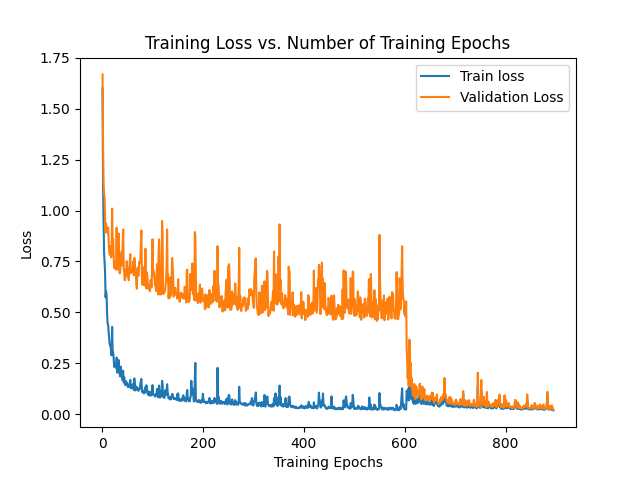 Training Loss vs. Number of Training Epochs
Train loss
Validation Loss
Loss
1.75
1.50
1.25
1.00
0.75
0.50
0.25
0.00
0 200 400 600 800
Training Epochs